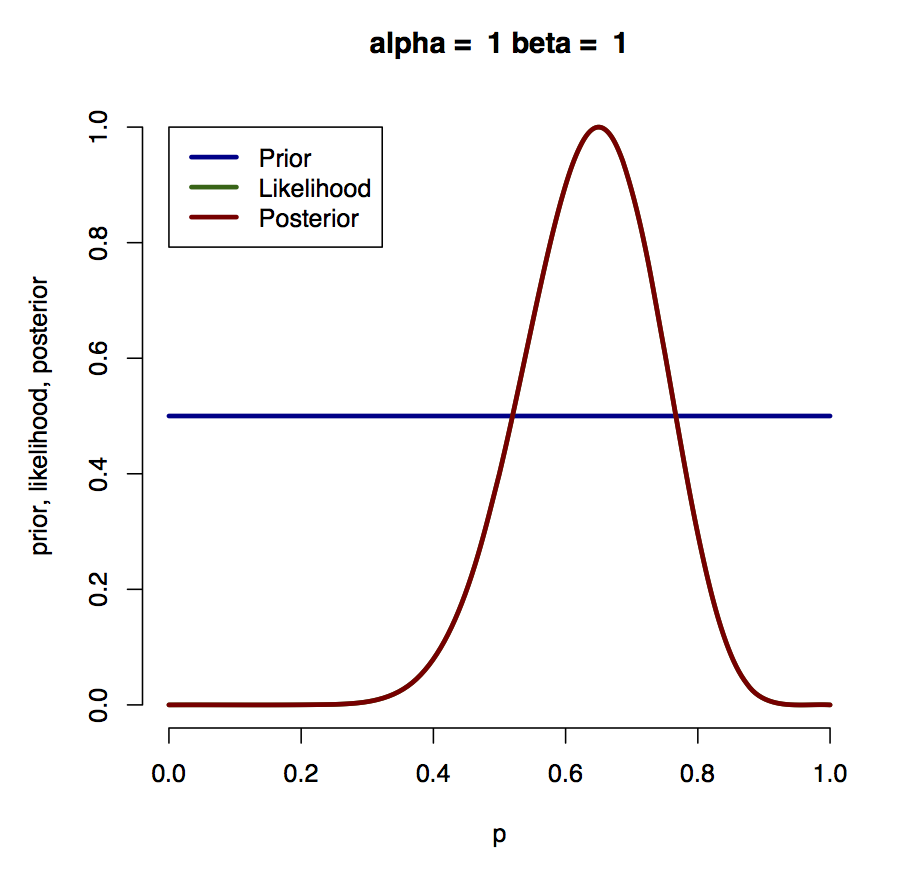 alpha =  1 beta =  1
prior, likelihood, posterior
1.0
0.8
0.6
0.4
0.2
0.0
Prior
Likelihood
Posterior
0.0 0.2 0.4 0.6 0.8 1.0
p